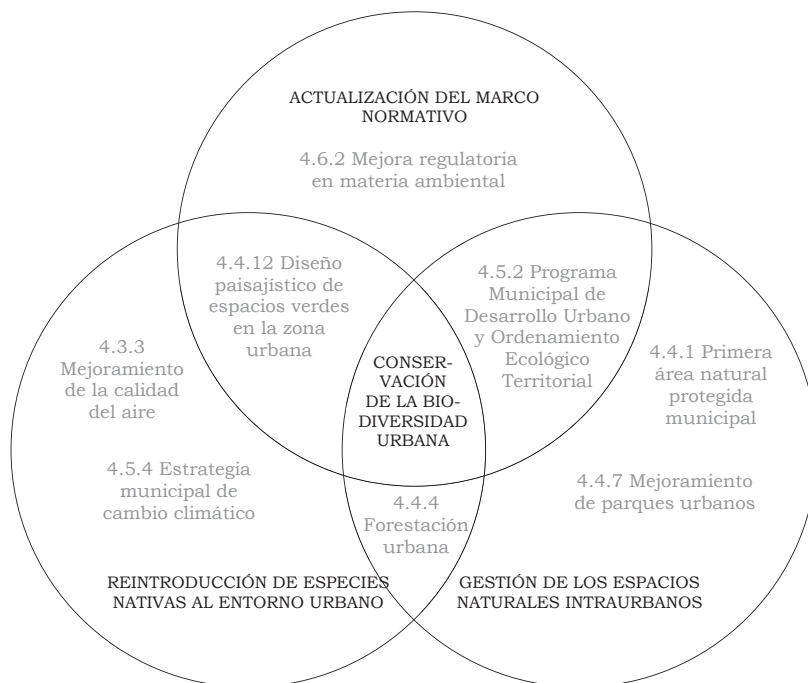 ACTUALIZACIÓN DEL MARCO
NORMATIVO
4.6.2 Mejora regulatoria
en materia ambiental
4.4.12 Diseño
paisajístico de
espacios verdes
en la zona
urbana
4.5.2 Programa
Municipal de
Desarrollo Urbano
y Ordenamiento
Ecológico
Territorial
4.3.3
Mejoramiento
de la calidad
del aire
CONSER-
VACIÓN
DE LA BIO-
DIVERSIDAD
URBANA
4.4.1 Primera
área natural
protegida
municipal
4.5.4 Estrategia
municipal de
cambio climático
4.4.7 Mejoramiento
de parques urbanos
4.4.4
Forestación
urbana
REINTRODUCCIÓN DE ESPECIES
NATIVAS AL ENTORNO URBANO
GESTIÓN DE LOS ESPACIOS
NATURALES INTRAURBANOS